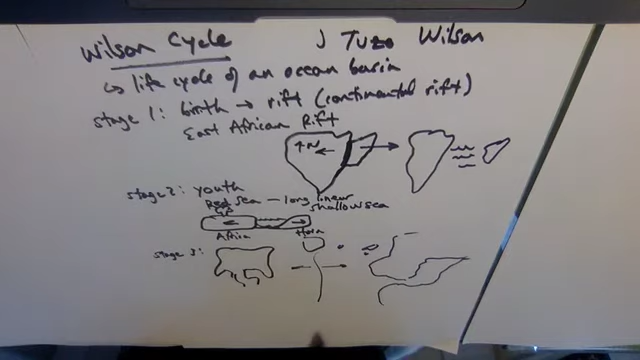 Wilson Cycle J Tuzo Wilson
↳ life cycle of an ocean basin
stage 1: birth → rift (continental rift)
East African Rift
↑N
stage 2: youth
Red Sea — long linear
shallow sea
Africa Horn
stage 3: